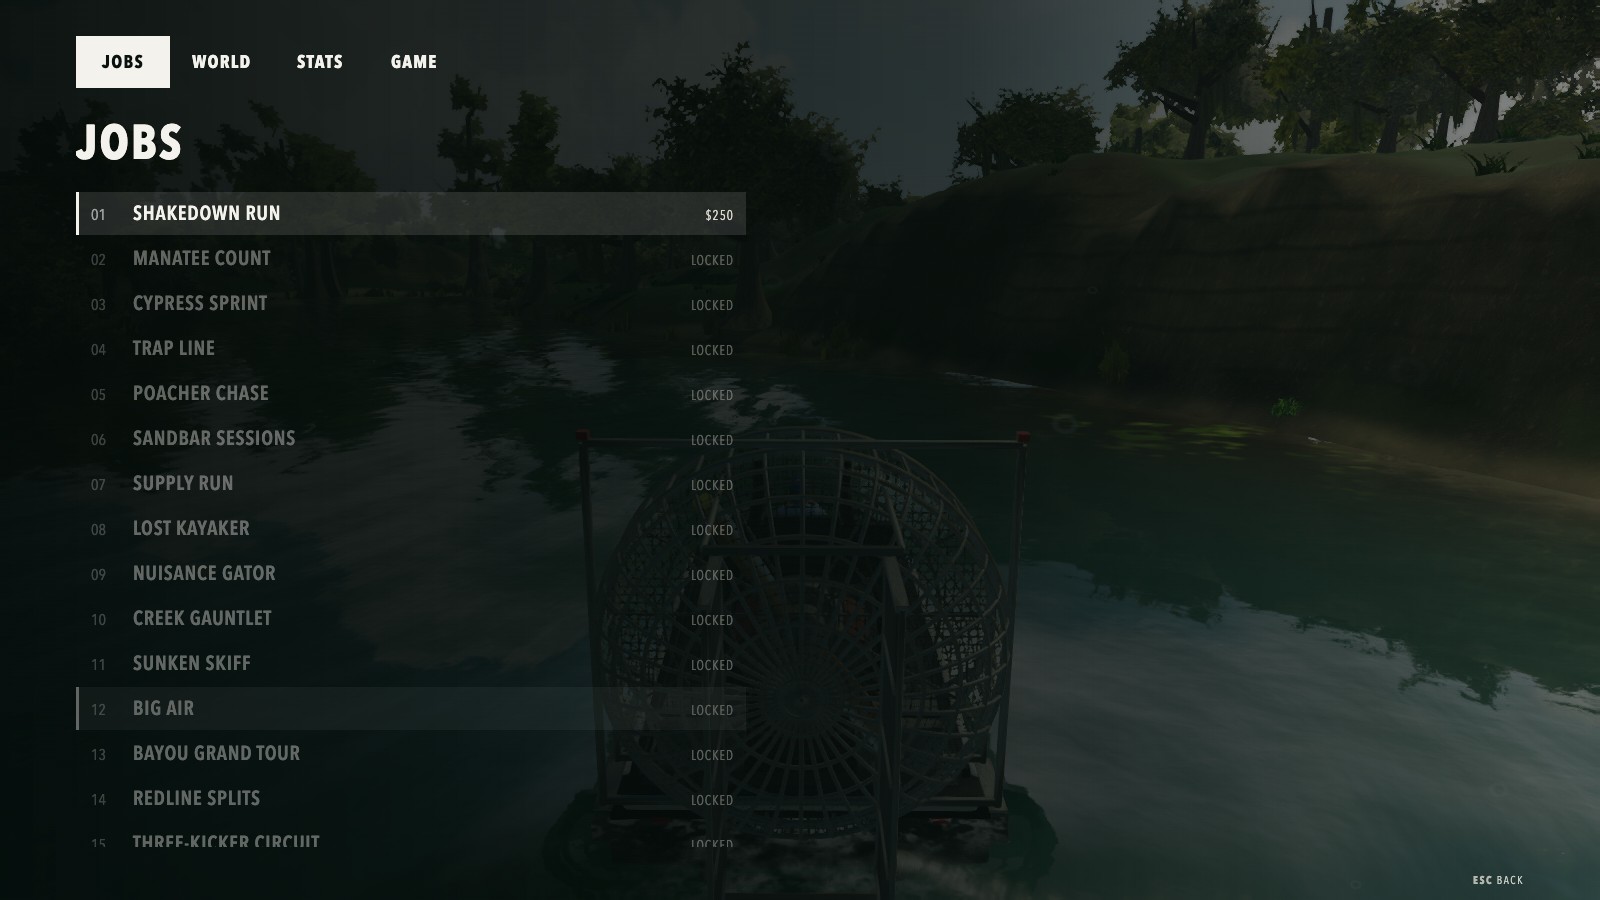 JOBS WORLD STATS GAME
JOBS
01 SHAKEDOWN RUN $250
02 MANATEE COUNT LOCKED
03 CYPRESS SPRINT LOCKED
04 TRAP LINE LOCKED
05 POACHER CHASE LOCKED
06 SANDBAR SESSIONS LOCKED
07 SUPPLY RUN LOCKED
08 LOST KAYAKER LOCKED
09 NUISANCE GATOR LOCKED
10 CREEK GAUNTLET LOCKED
11 SUNKEN SKIFF LOCKED
12 BIG AIR LOCKED
13 BAYOU GRAND TOUR LOCKED
14 REDLINE SPLITS LOCKED
15 THREE-KICKER CIRCUIT LOCKED
ESC BACK